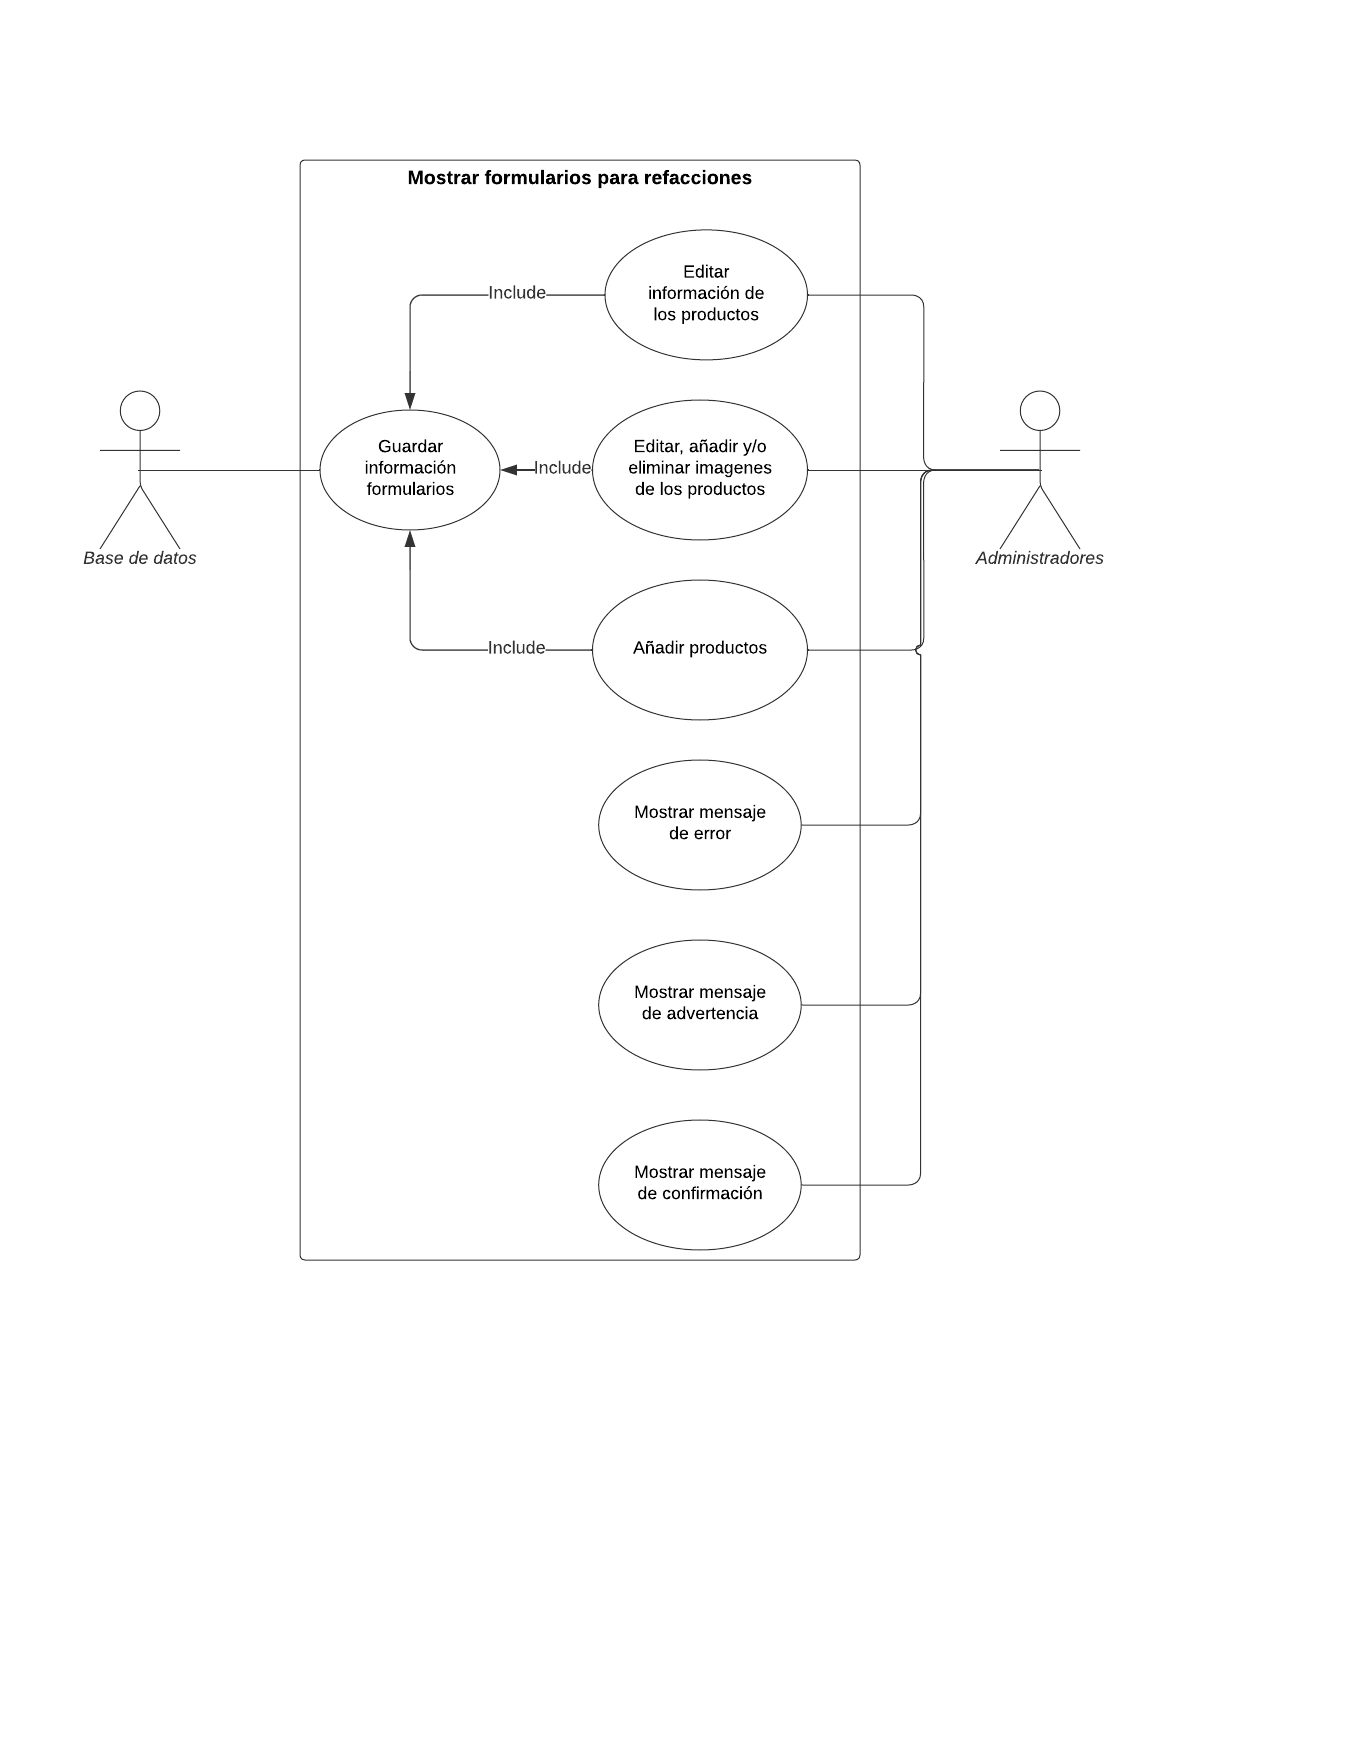 Mostrar formularios para refacciones
Editar
información de
los productos
Include
Guardar
información
formularios
Include
Editar, añadir y/o
eliminar imagenes
de los productos
Base de datos
Administradores
Include
Añadir productos
Mostrar mensaje
de error
Mostrar mensaje
de advertencia
Mostrar mensaje
de confirmación